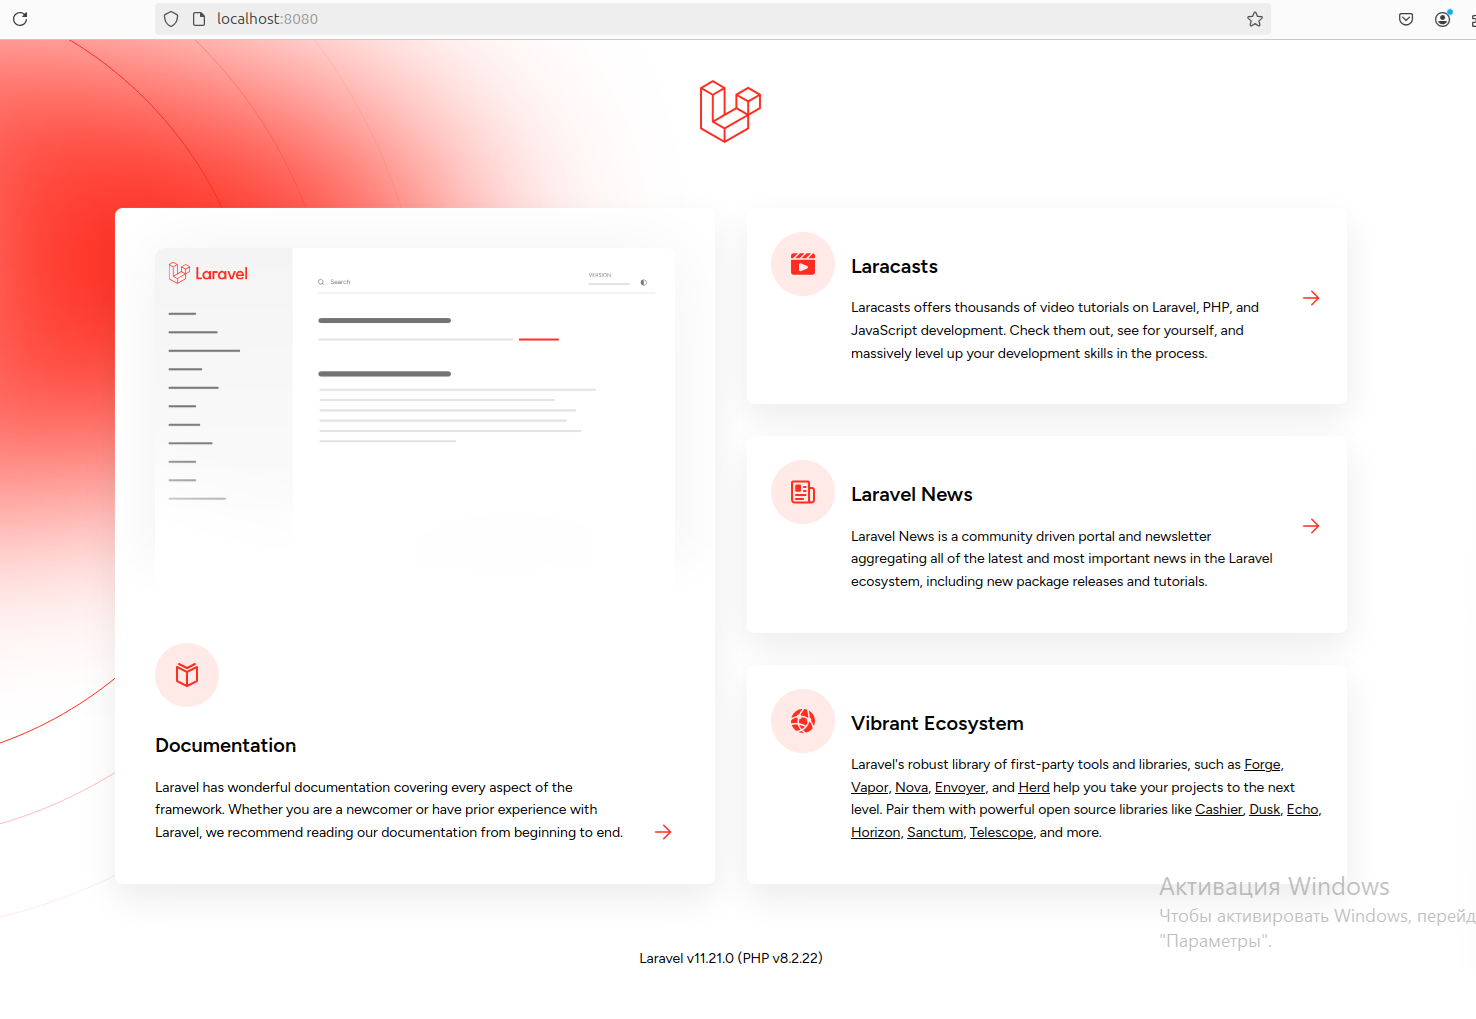 localhost:8080
Laravel
Search
VERSION
Documentation
Laravel has wonderful documentation covering every aspect of the
framework. Whether you are a newcomer or have prior experience with
Laravel, we recommend reading our documentation from beginning to end.
Laracasts
Laracasts offers thousands of video tutorials on Laravel, PHP, and
JavaScript development. Check them out, see for yourself, and
massively level up your development skills in the process.
Laravel News
Laravel News is a community driven portal and newsletter
aggregating all of the latest and most important news in the Laravel
ecosystem, including new package releases and tutorials.
Vibrant Ecosystem
Laravel's robust library of first-party tools and libraries, such as Forge,
Vapor, Nova, Envoyer, and Herd help you take your projects to the next
level. Pair them with powerful open source libraries like Cashier, Dusk, Echo,
Horizon, Sanctum, Telescope, and more.
Активация Windows
Чтобы активировать Windows, перейд
"Параметры".
Laravel v11.21.0 (PHP v8.2.22)